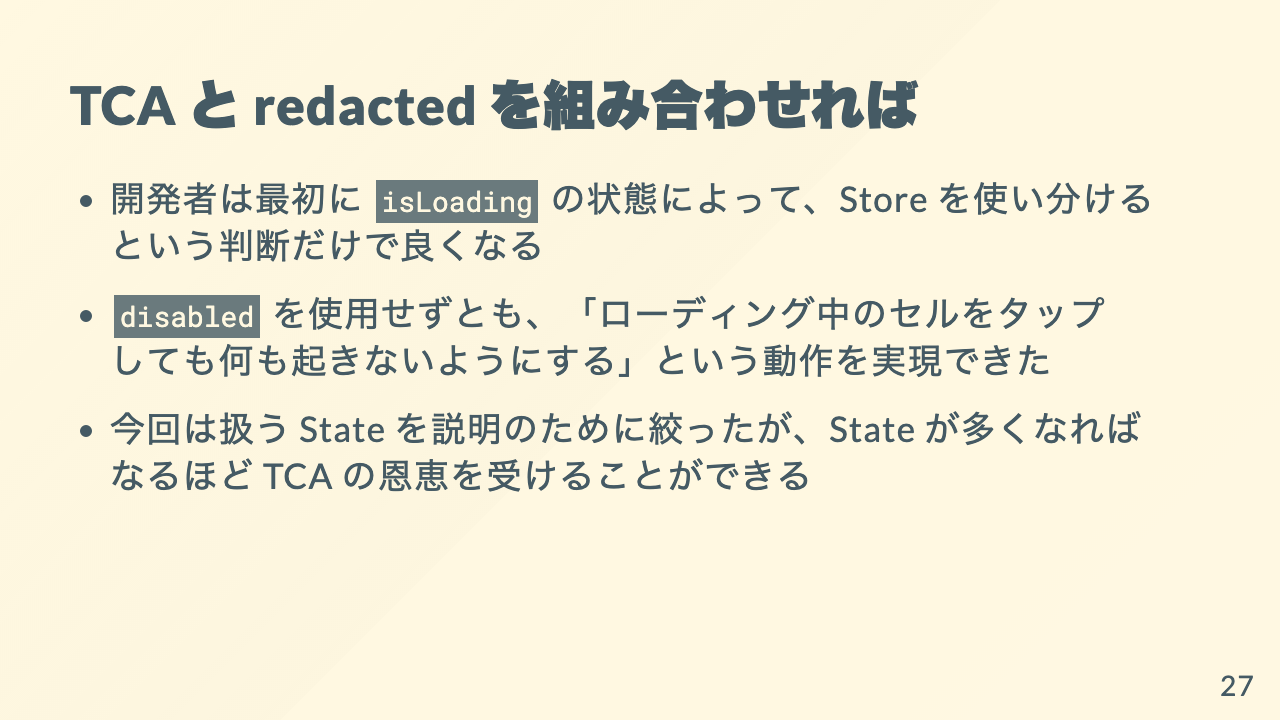 TCA と redacted を組み合わせれば
• 開発者は最初に isLoading の状態によって、Store を使い分ける
という判断だけで良くなる
• disabled を使用せずとも、「ローディング中のセルをタップ
しても何も起きないようにする」という動作を実現できた
• 今回は扱う State を説明のために絞ったが、State が多くなれば
なるほど TCA の恩恵を受けることができる
27